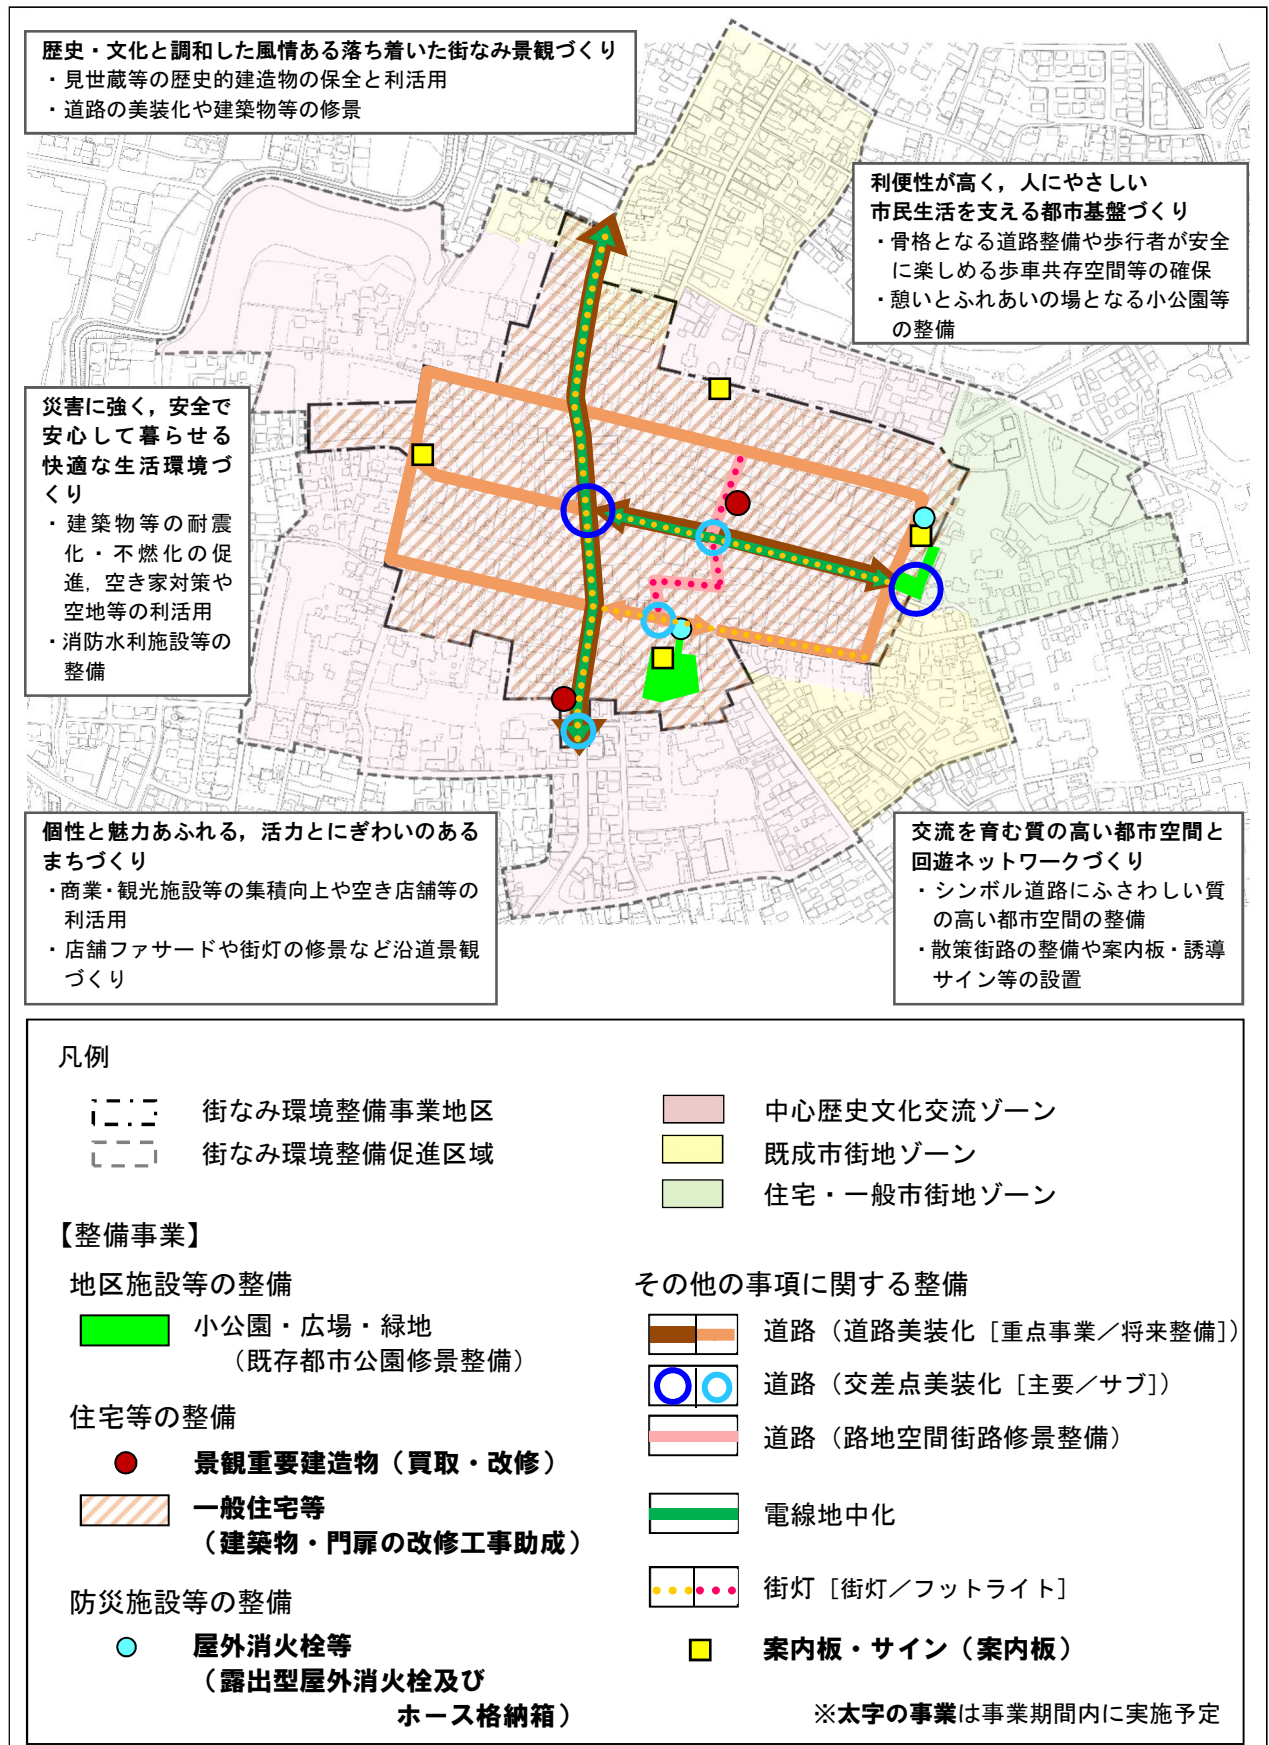 歴史・文化と調和した風情ある落ち着いた街なみ景観づくり
・見世蔵等の歴史的建造物の保全と利活用
・道路の美装化や建築物等の修景
利便性が高く，人にやさしい
市民生活を支える都市基盤づくり
・骨格となる道路整備や歩行者が安全
に楽しめる歩車共存空間等の確保
・憩いとふれあいの場となる小公園等
の整備
災害に強く，安全で
安心して暮らせる
快適な生活環境づ
くり
・建築物等の耐震
化・不燃化の促
進，空き家対策や
空地等の利活用
・消防水利施設等の
整備
個性と魅力あふれる，活力とにぎわいのある
まちづくり
・商業・観光施設等の集積向上や空き店舗等の
利活用
・店舗ファサードや街灯の修景など沿道景観
づくり
交流を育む質の高い都市空間と
回遊ネットワークづくり
・シンボル道路にふさわしい質
の高い都市空間の整備
・散策街路の整備や案内板・誘導
サイン等の設置
凡例
街なみ環境整備事業地区
街なみ環境整備促進区域
中心歴史文化交流ゾーン
既成市街地ゾーン
住宅・一般市街地ゾーン
【整備事業】
地区施設等の整備
小公園・広場・緑地
（既存都市公園修景整備）
住宅等の整備
景観重要建造物（買取・改修）
一般住宅等
（建築物・門扉の改修工事助成）
防災施設等の整備
屋外消火栓等
（露出型屋外消火栓及び
ホース格納箱）
その他の事項に関する整備
道路（道路美装化［重点事業／将来整備］）
道路（交差点美装化［主要／サブ］）
道路（路地空間街路修景整備）
電線地中化
街灯［街灯／フットライト］
案内板・サイン（案内板）
※太字の事業は事業期間内に実施予定